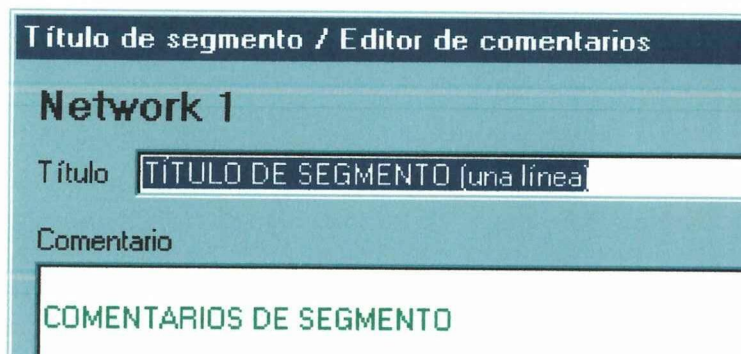 Título de segmento / Editor de comentarios
Network 1
Título TÍTULO DE SEGMENTO (una línea)
Comentario
COMENTARIOS DE SEGMENTO